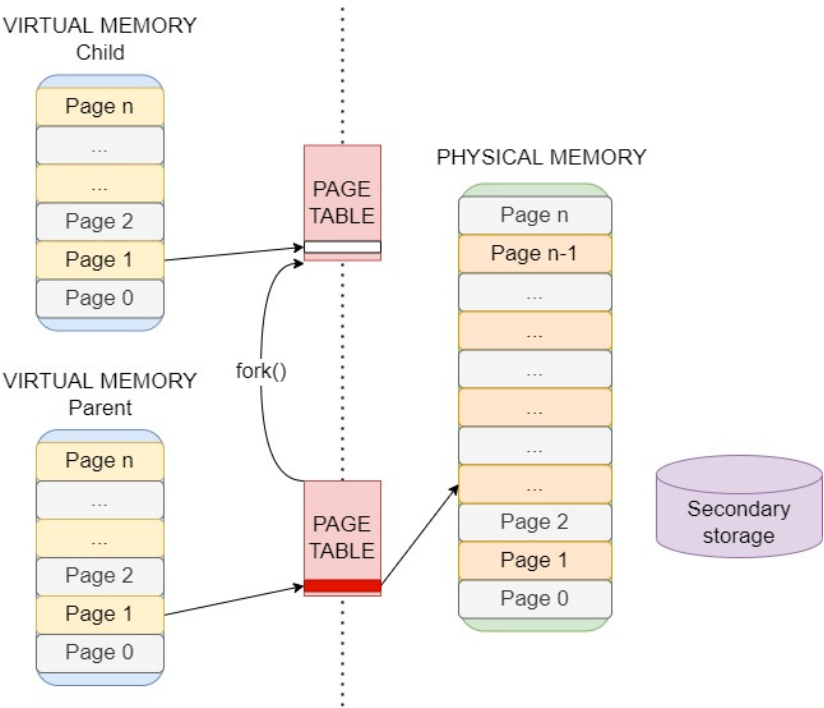 VIRTUAL MEMORY
Child
Page n
...
...
Page 2
Page 1
Page 0
PAGE
TABLE
fork()
VIRTUAL MEMORY
Parent
Page n
...
...
Page 2
Page 1
Page 0
PAGE
TABLE
PHYSICAL MEMORY
Page n
Page n-1
...
...
...
...
...
...
Page 2
Page 1
Page 0
Secondary
storage